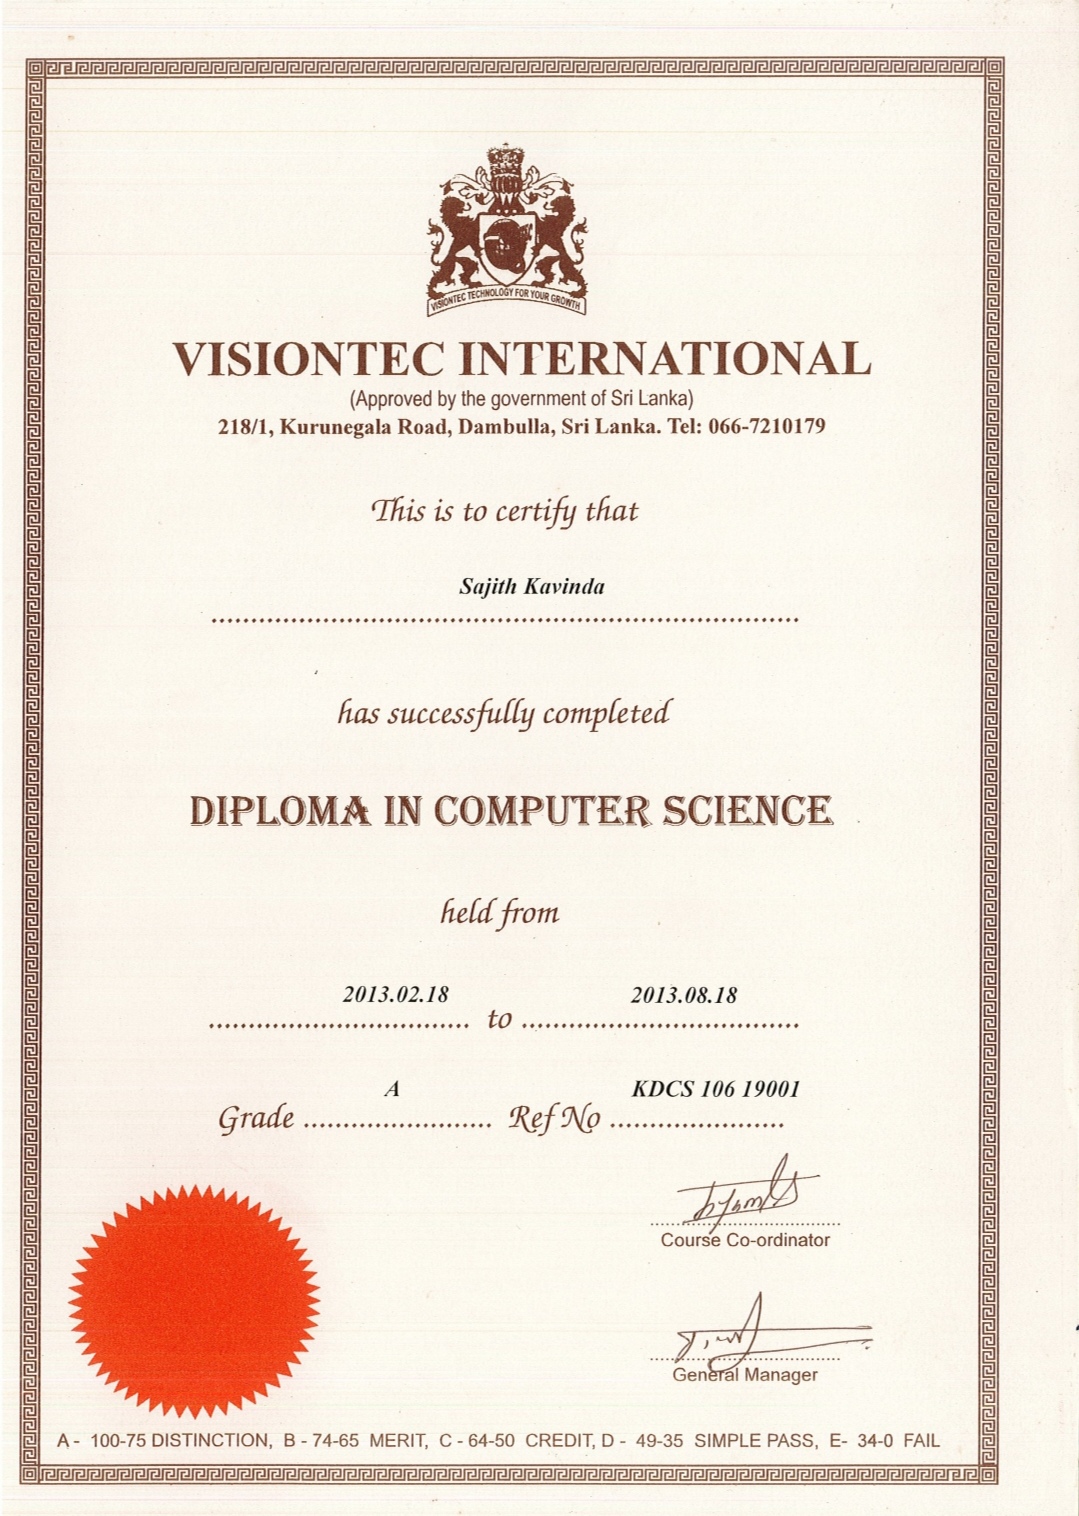 VISIONTEC TECHNOLOGY FOR YOUR GROWTH
VISIONTEC INTERNATIONAL
(Approved by the government of Sri Lanka)
218/1, Kurunegala Road, Dambulla, Sri Lanka. Tel: 066-7210179
This is to certify that
Sajith Kavinda
has successfully completed
DIPLOMA IN COMPUTER SCIENCE
held from
2013.02.18 to 2013.08.18
Grade A Ref No KDCS 106 19001
Course Co-ordinator
General Manager
A - 100-75 DISTINCTION, B - 74-65 MERIT, C - 64-50 CREDIT, D - 49-35 SIMPLE PASS, E- 34-0 FAIL